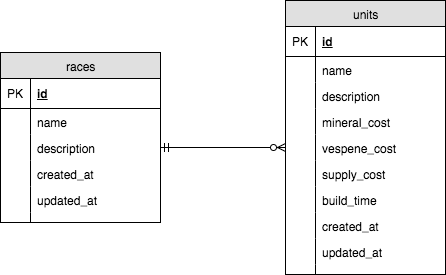 races
PK id
name
description
created_at
updated_at
units
PK id
name
description
mineral_cost
vespene_cost
supply_cost
build_time
created_at
updated_at